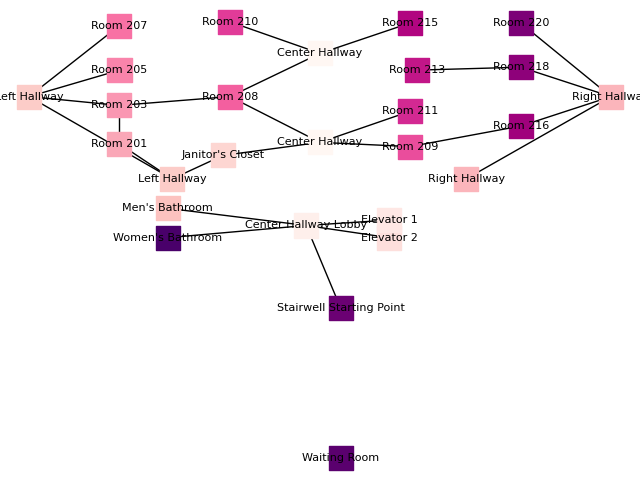 Room 207
Room 210
Room 215
Room 220
Center Hallway
Room 205
Room 213
Room 218
Left Hallway
Room 203
Room 208
Right Hallway
Room 211
Room 216
Room 201
Janitor's Closet
Center Hallway
Room 209
Left Hallway
Right Hallway
Men's Bathroom
Elevator 1
Center Hallway Lobby
Women's Bathroom
Elevator 2
Stairwell Starting Point
Waiting Room